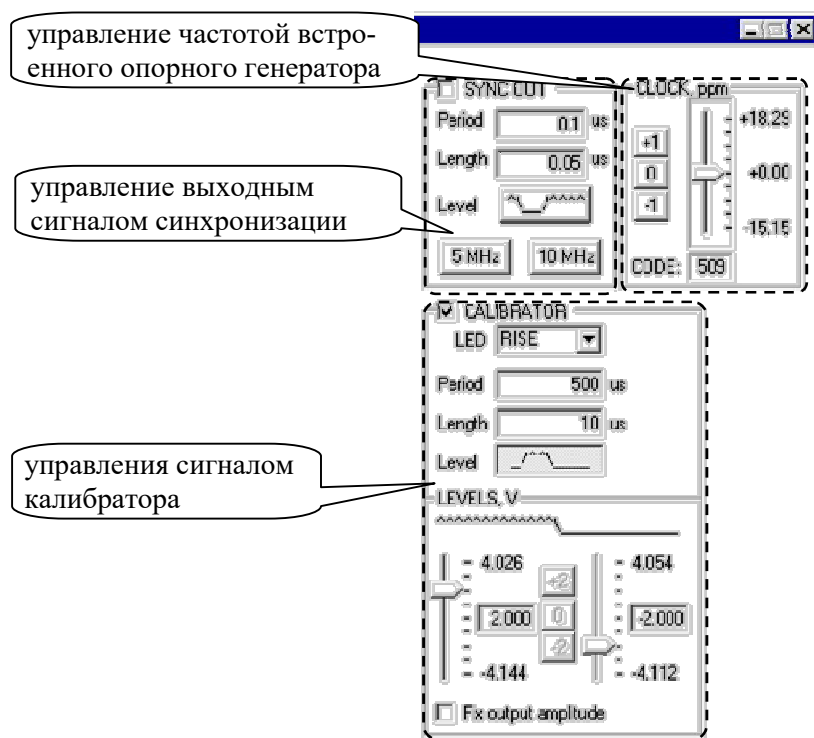 управление частотой встро-
енного опорного генератора
SYNC OUT
Period 0.1 us
Length 0.05 us
Level
5 MHz 10 MHz
CLOCK, ppm
+1
0
-1
+18.29
+0.00
-15.15
CODE: 509
управление выходным
сигналом синхронизации
CALIBRATOR
LED RISE
Period 500 us
Length 10 us
Level
управления сигналом
калибратора
LEVELS, V
4.026 +2 4.054
2.000 0 -2.000
-4.144 -2 -4.112
Fix output amplitude